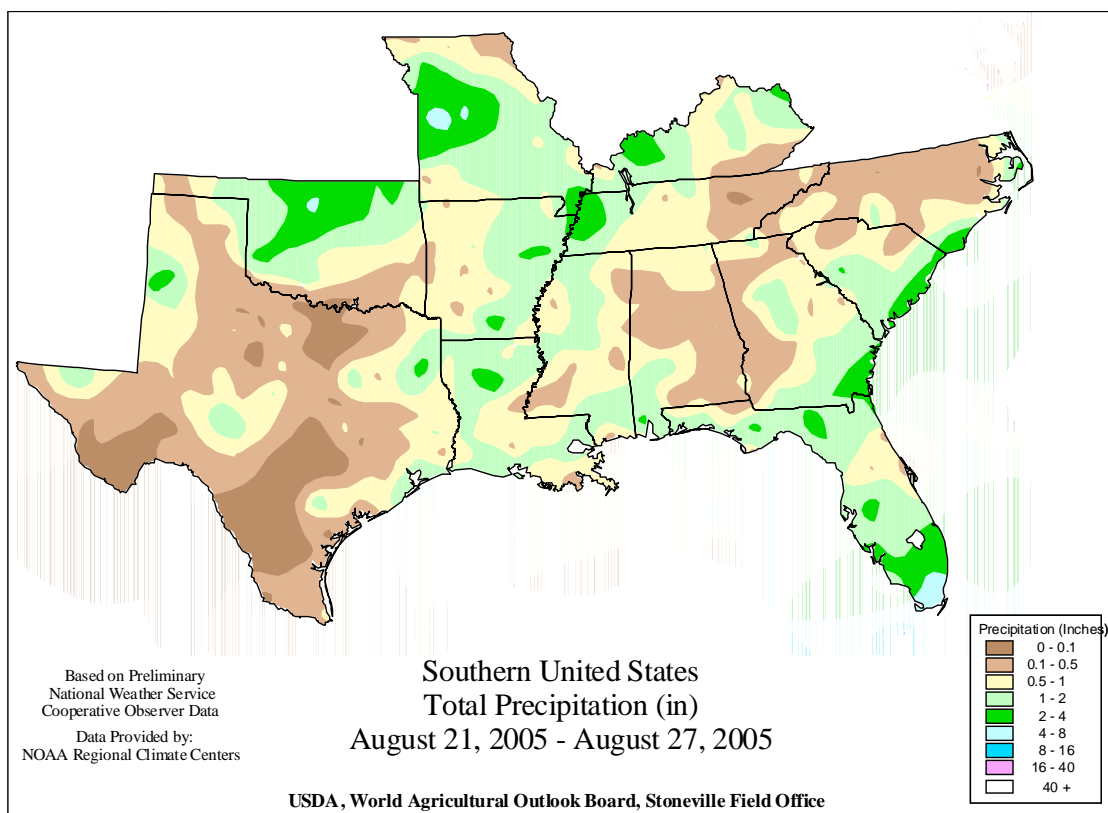 Precipitation (Inches)
0 - 0.1
0.1 - 0.5
0.5 - 1
1 - 2
2 - 4
4 - 8
8 - 16
16 - 40
40 +
Based on Preliminary
National Weather Service
Cooperative Observer Data
Data Provided by:
NOAA Regional Climate Centers
Southern United States
Total Precipitation (in)
August 21, 2005 - August 27, 2005
USDA, World Agricultural Outlook Board, Stoneville Field Office